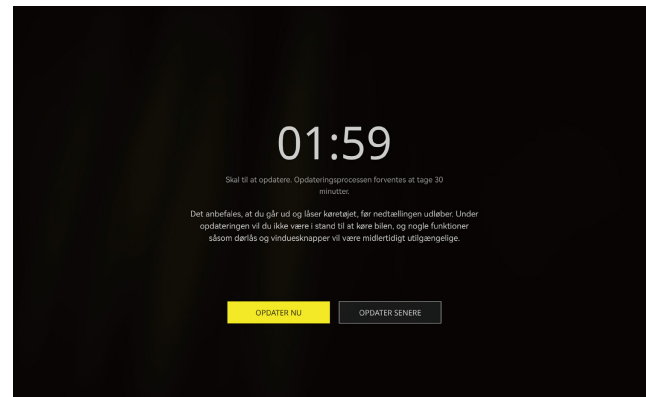 01:59
Skal til at opdatere. Opdateringsprocessen forventes at tage 30
minutter.
Det anbefales, at du går ud og låser køretøjet, før nedtællingen udløber. Under
opdateringen vil du ikke være i stand til at køre bilen, og nogle funktioner
såsom dørlås og vinduesknapper vil være midlertidigt utilgængelige.
OPDATER NU
OPDATER SENERE